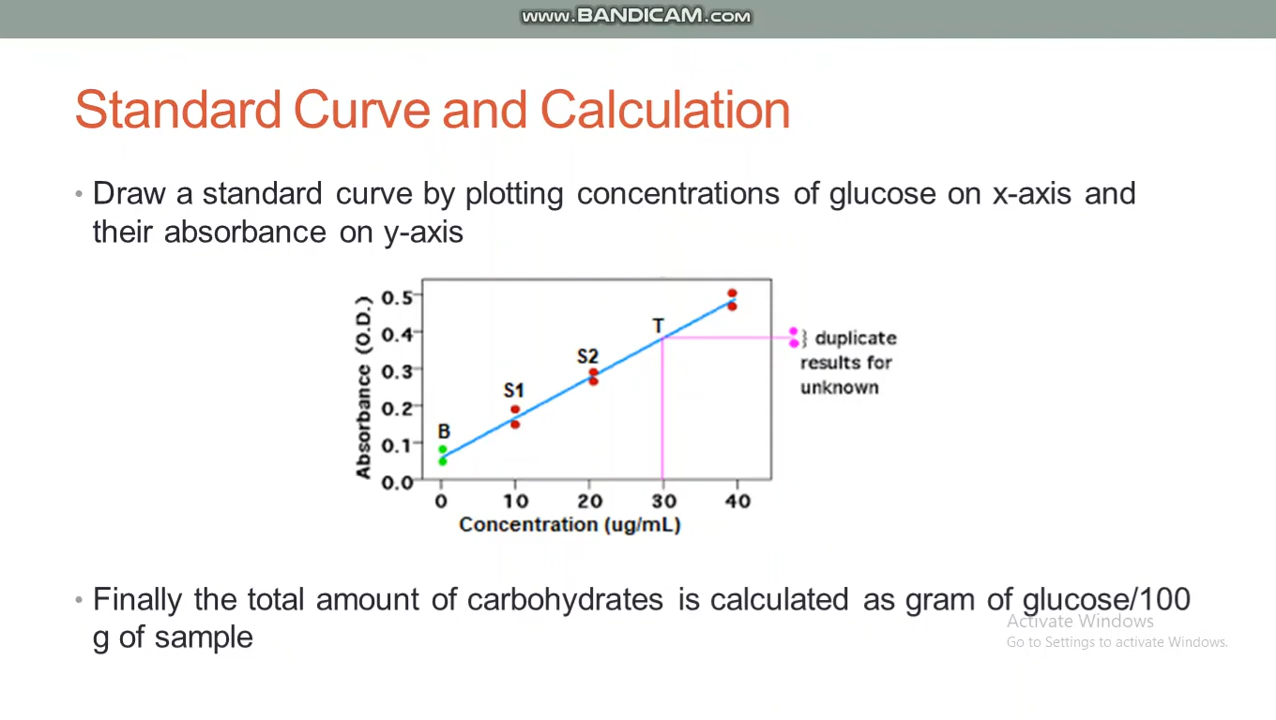 www.BANDICAM.com
Standard Curve and Calculation
• Draw a standard curve by plotting concentrations of glucose on x-axis and
their absorbance on y-axis
Absorbance (O.D.)
0.5
0.4
0.3
0.2
0.1
0.0
B
S1
S2
T
} duplicate
results for
unknown
0 10 20 30 40
Concentration (ug/mL)
• Finally the total amount of carbohydrates is calculated as gram of glucose/100
g of sample
Activate Windows
Go to Settings to activate Windows.